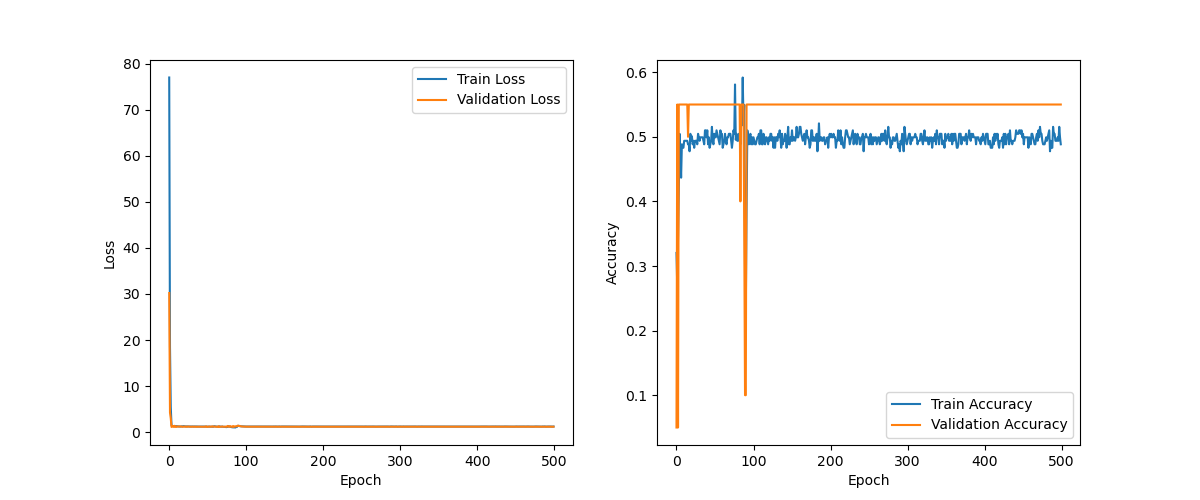 80
70
60
50
40
30
20
10
0
Loss
0 100 200 300 400 500
Epoch
Train Loss
Validation Loss
0.6
0.5
0.4
0.3
0.2
0.1
Accuracy
0 100 200 300 400 500
Epoch
Train Accuracy
Validation Accuracy